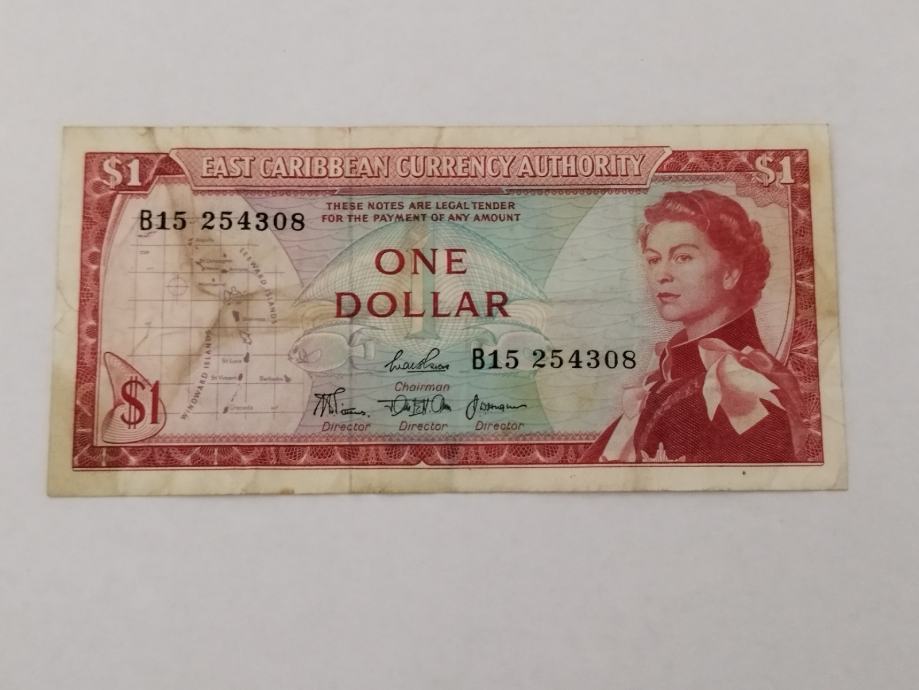 $1 EAST CARIBBEAN CURRENCY AUTHORITY $1
THESE NOTES ARE LEGAL TENDER
FOR THE PAYMENT OF ANY AMOUNT
B15 254308
ONE
DOLLAR
LEEWARD ISLANDS
WINDWARD ISLANDS
St Lucia
St Vincent
Barbados
Grenada
B15 254308
Chairman
$1
Director Director Director